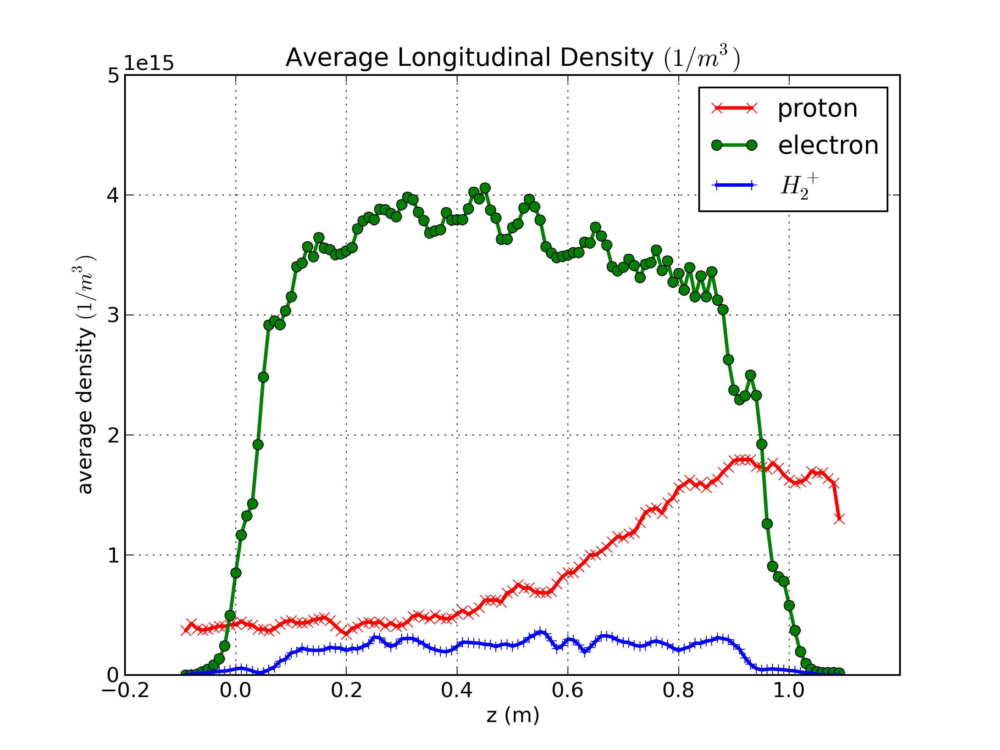 Average Longitudinal Density (1/m³)
1e15
5
4
3
2
1
0
average density (1/m³)
proton
electron
H₂⁺
−0.2 0.0 0.2 0.4 0.6 0.8 1.0
z (m)